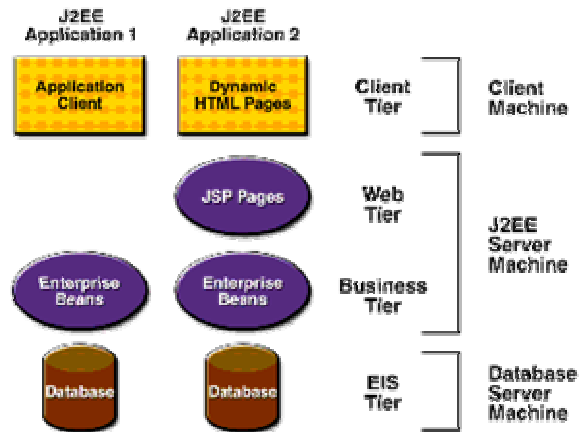 J2EE
Application 1
J2EE
Application 2
Application
Client
Dynamic
HTML Pages
Client
Tier
Client
Machine
JSP Pages
Web
Tier
J2EE
Server
Machine
Enterprise
Beans
Enterprise
Beans
Business
Tier
Database
Database
EIS
Tier
Database
Server
Machine